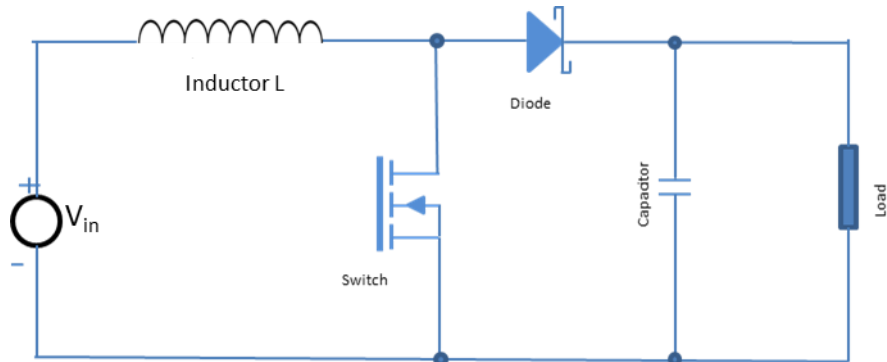 Inductor L
Diode
+
Vin
-
Switch
Capacitor
Load